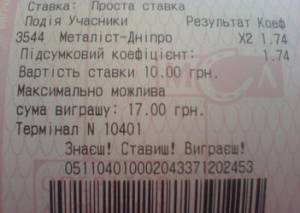 Ставка: Проста ставка
Подія Учасники Результат Коеф
3544 Металіст-Дніпро X2 1.74
Підсумковий коефіцієнт: 1.74
Вартість ставки 10.00 грн.
Максимально можлива
сума виграшу: 17.00 грн.
Термінал N 10401
Знаєш! Ставиш! Виграєш!
051104010002043371202453